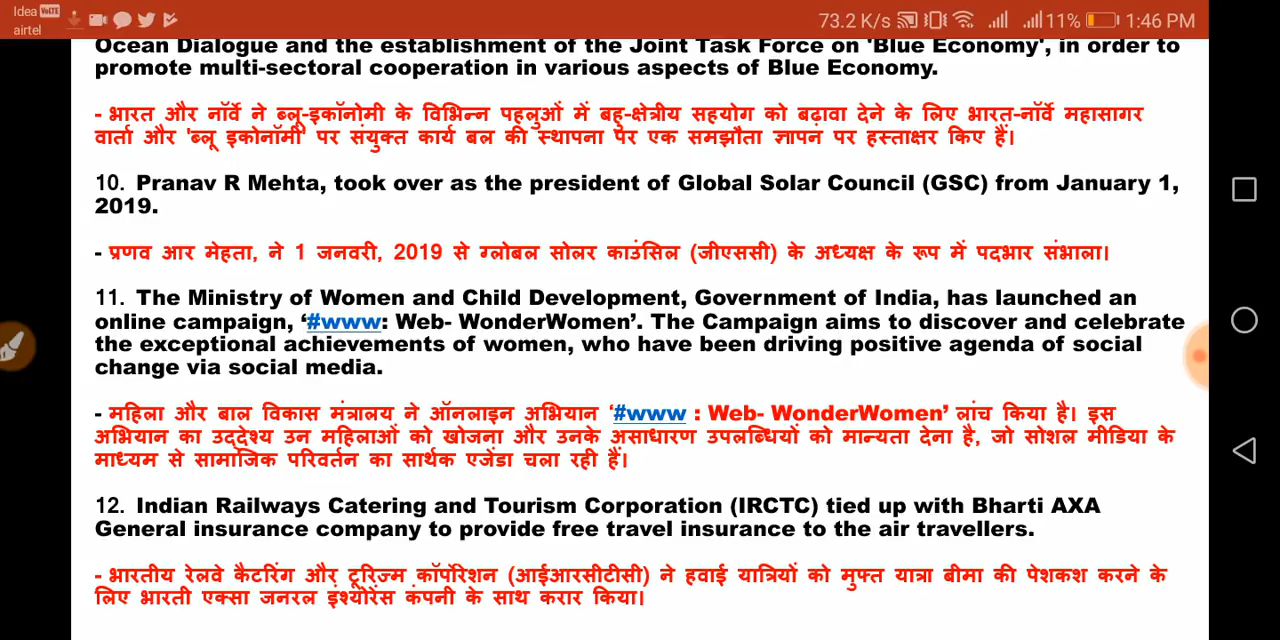 Idea VoLTE
airtel
73.2 K/s 11% 1:46 PM
Ocean Dialogue and the establishment of the Joint Task Force on 'Blue Economy', in order to
promote multi-sectoral cooperation in various aspects of Blue Economy.
- भारत और नॉर्वे ने ब्लू-इकॉनोमी के विभिन्न पहलुओं में बहु-क्षेत्रीय सहयोग को बढ़ावा देने के लिए भारत-नॉर्वे महासागर
वार्ता और 'ब्लू इकोनॉमी' पर संयुक्त कार्य बल की स्थापना पर एक समझौता ज्ञापन पर हस्ताक्षर किए हैं।
10. Pranav R Mehta, took over as the president of Global Solar Council (GSC) from January 1,
2019.
- प्रणव आर मेहता, ने 1 जनवरी, 2019 से ग्लोबल सोलर काउंसिल (जीएससी) के अध्यक्ष के रूप में पदभार संभाला।
11. The Ministry of Women and Child Development, Government of India, has launched an
online campaign, ‘#www: Web- WonderWomen’. The Campaign aims to discover and celebrate
the exceptional achievements of women, who have been driving positive agenda of social
change via social media.
- महिला और बाल विकास मंत्रालय ने ऑनलाइन अभियान ‘#www : Web- WonderWomen’ लांच किया है। इस
अभियान का उद्देश्य उन महिलाओं को खोजना और उनके असाधारण उपलब्धियों को मान्यता देना है, जो सोशल मीडिया के
माध्यम से सामाजिक परिवर्तन का सार्थक एजेंडा चला रही हैं।
12. Indian Railways Catering and Tourism Corporation (IRCTC) tied up with Bharti AXA
General insurance company to provide free travel insurance to the air travellers.
- भारतीय रेलवे कैटरिंग और टूरिज्म कॉर्पोरेशन (आईआरसीटीसी) ने हवाई यात्रियों को मुफ्त यात्रा बीमा की पेशकश करने के
लिए भारती एक्सा जनरल इंश्योरेंस कंपनी के साथ करार किया।